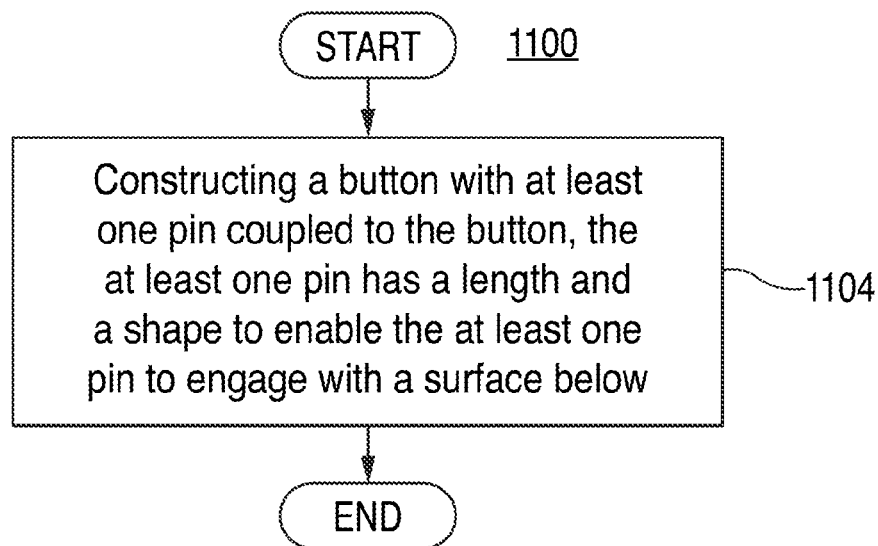 START 1100
Constructing a button with at least
one pin coupled to the button, the
at least one pin has a length and
a shape to enable the at least one
pin to engage with a surface below
1104
END